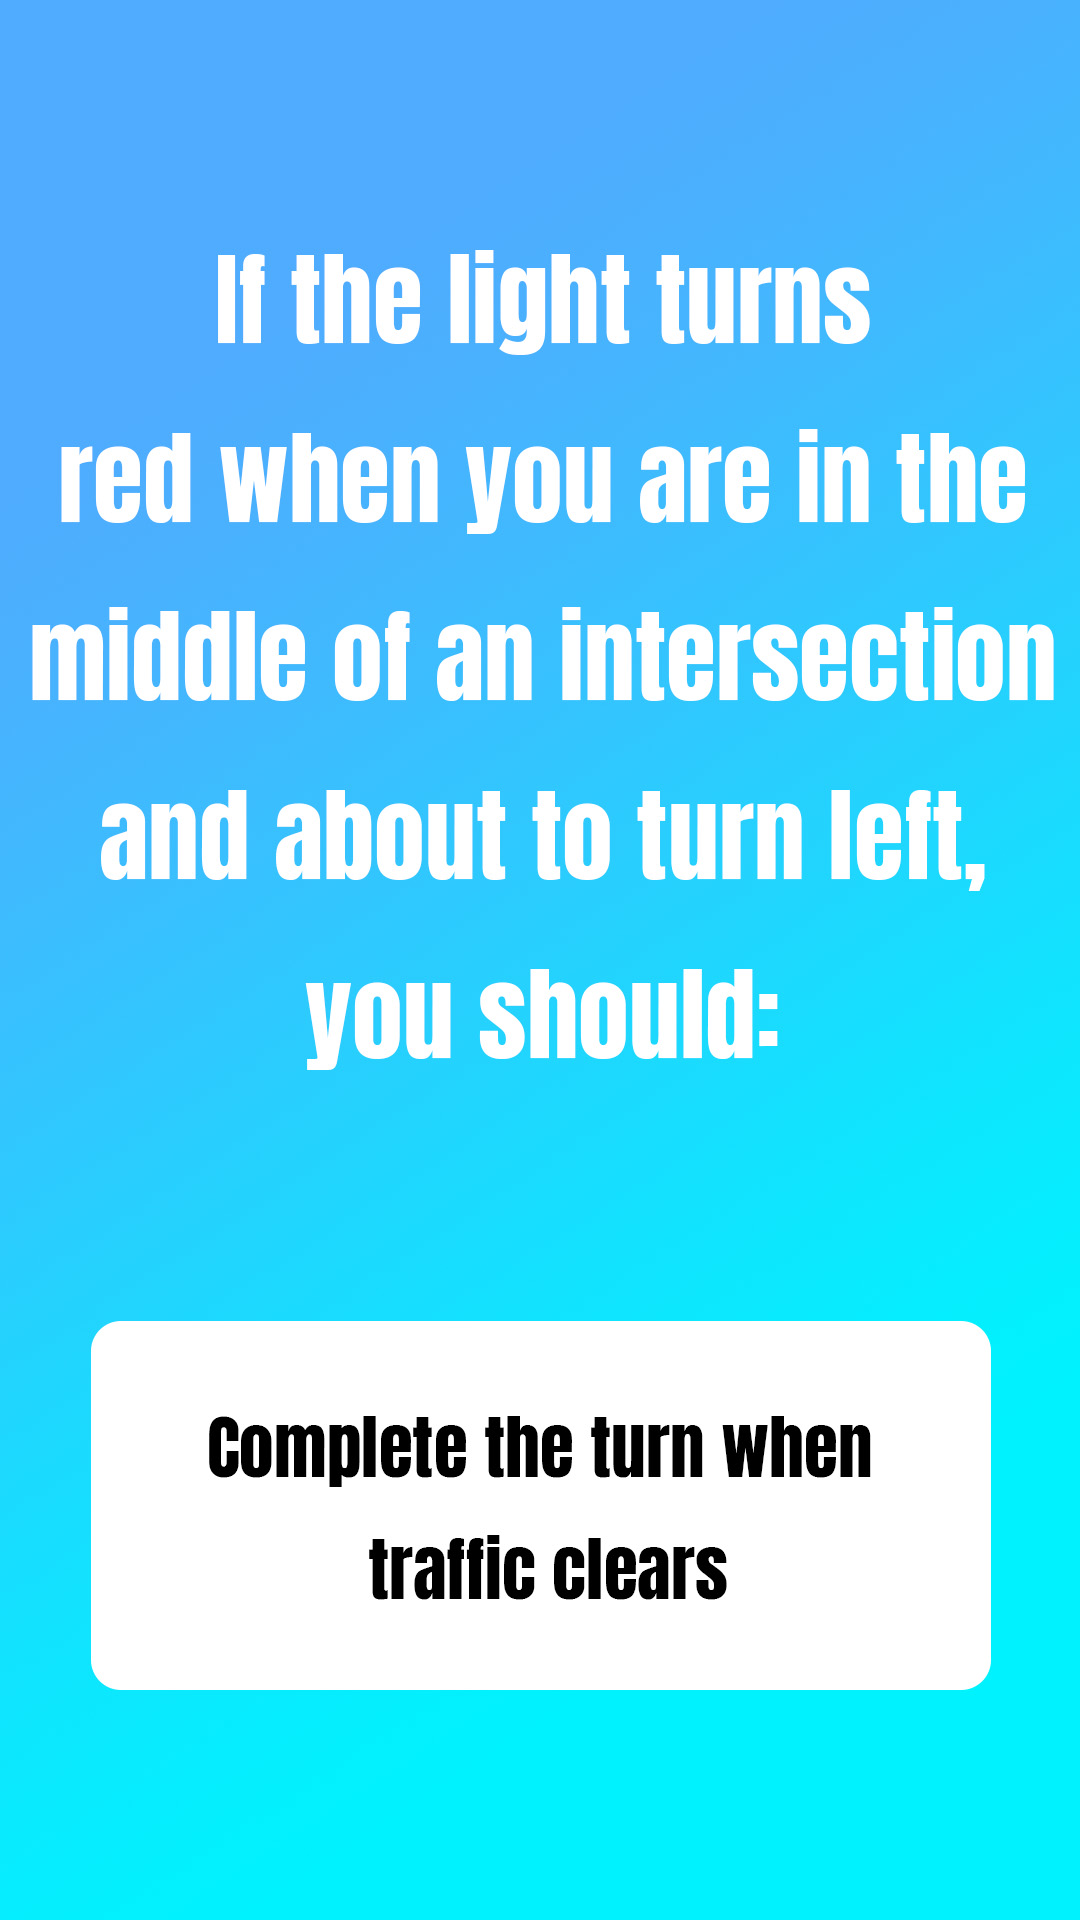 If the light turns
red when you are in the
middle of an intersection
and about to turn left,
you should:
Complete the turn when
traffic clears